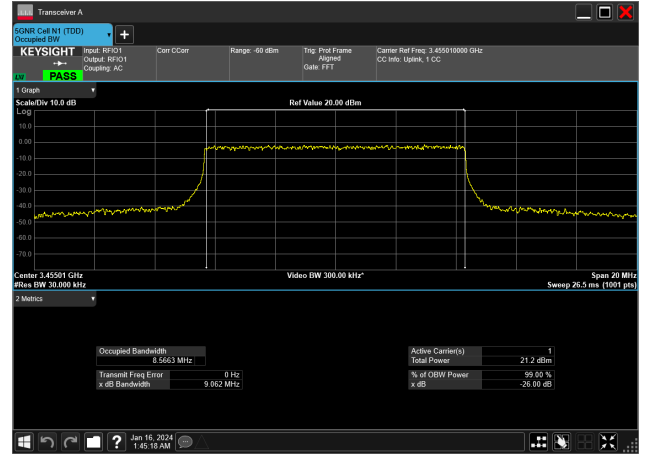 Transceiver A
5GNR Cell N1 (TDD)
Occupied BW
KEYSIGHT
LXI
PASS
Input: RFIO1
Output: RFIO1
Coupling: AC
Corr CCorr
Range: -60 dBm
Trig: Prot Frame
Aligned
Gate: FFT
Carrier Ref Freq: 3.455010000 GHz
CC Info: Uplink, 1 CC
1 Graph
Scale/Div 10.0 dB
Ref Value 20.00 dBm
Log
10.0
0.00
-10.0
-20.0
-30.0
-40.0
-50.0
-60.0
-70.0
Center 3.45501 GHz
Video BW 300.00 kHz*
Span 20 MHz
#Res BW 30.000 kHz
Sweep 26.5 ms (1001 pts)
2 Metrics
Occupied Bandwidth
8.5663 MHz
Active Carrier(s) 1
Total Power 21.2 dBm
Transmit Freq Error 0 Hz
x dB Bandwidth 9.062 MHz
% of OBW Power 99.00 %
x dB -26.00 dB
Jan 16, 2024
1:45:18 AM